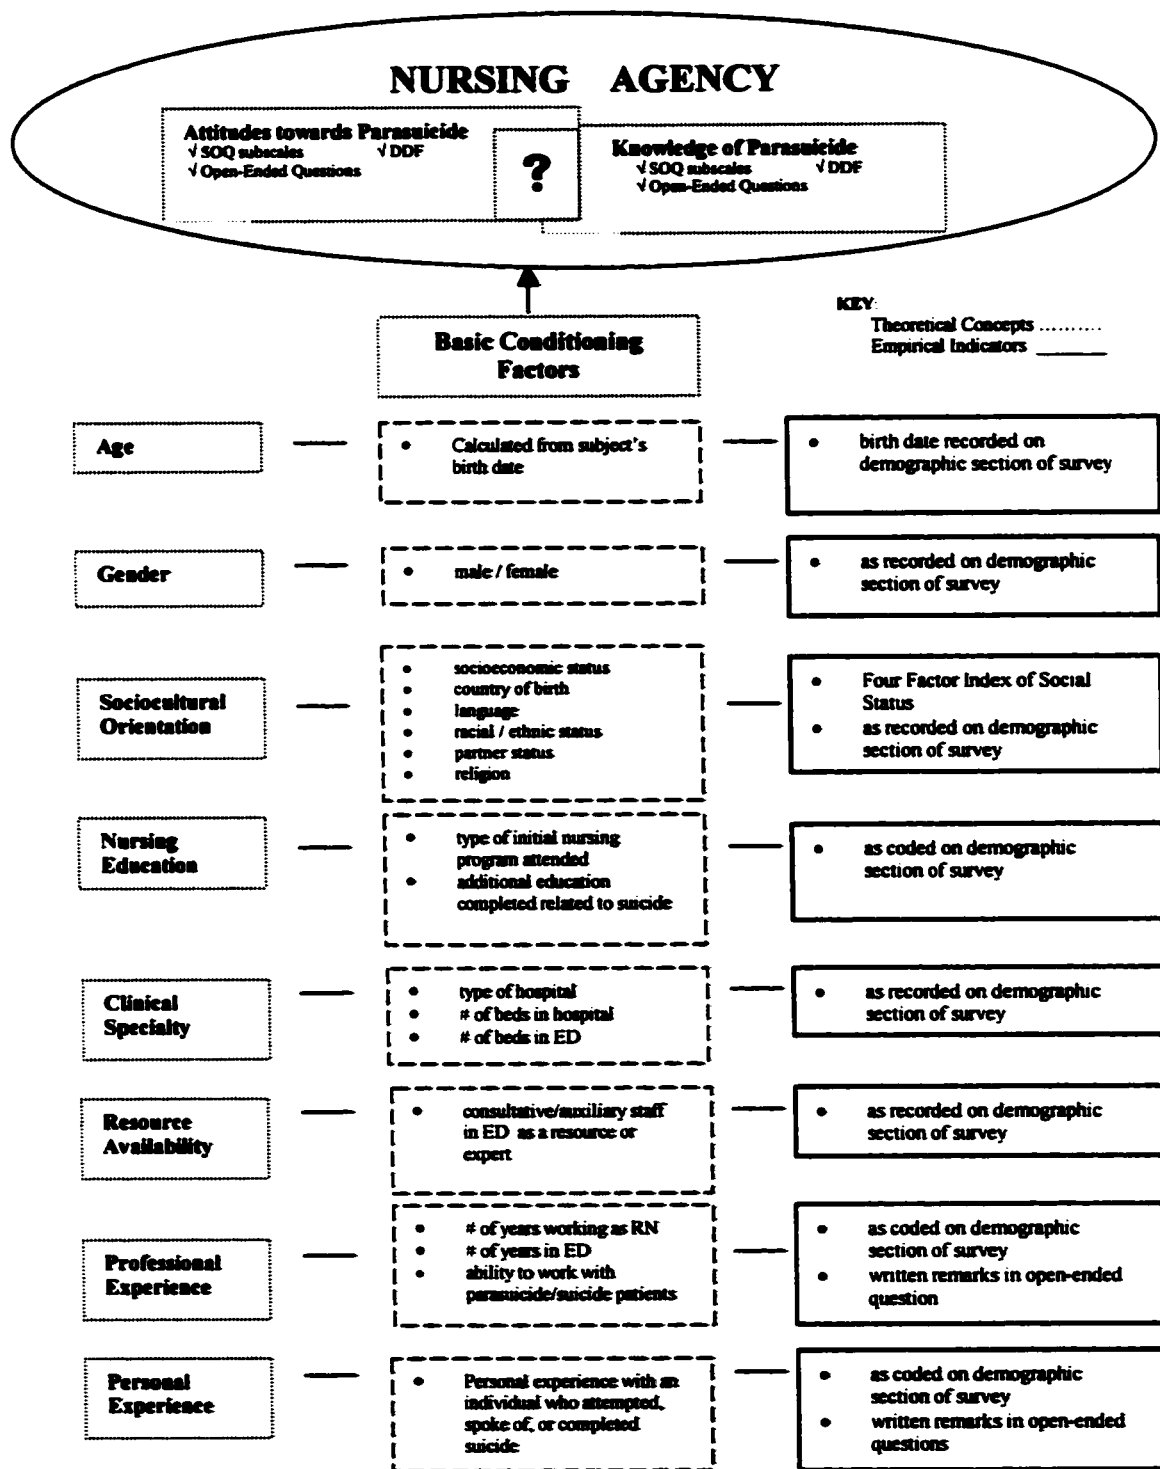 NURSING AGENCY
Attitudes towards Parasuicide
√ SOQ subscales √ DDF
√ Open-Ended Questions
?
Knowledge of Parasuicide
√ SOQ subscales √ DDF
√ Open-Ended Questions
Basic Conditioning
Factors
KEY:
Theoretical Concepts ..........
Empirical Indicators ________
Age
• Calculated from subject's
birth date
• birth date recorded on
demographic section of survey
Gender
• male / female
• as recorded on demographic
section of survey
Sociocultural
Orientation
• socioeconomic status
• country of birth
• language
• racial / ethnic status
• partner status
• religion
• Four Factor Index of Social
Status
• as recorded on demographic
section of survey
Nursing
Education
• type of initial nursing
program attended
• additional education
completed related to suicide
• as coded on demographic
section of survey
Clinical
Specialty
• type of hospital
• # of beds in hospital
• # of beds in ED
• as recorded on demographic
section of survey
Resource
Availability
• consultative/auxiliary staff
in ED as a resource or
expert
• as recorded on demographic
section of survey
Professional
Experience
• # of years working as RN
• # of years in ED
• ability to work with
parasuicide/suicide patients
• as coded on demographic
section of survey
• written remarks in open-ended
question
Personal
Experience
• Personal experience with an
individual who attempted,
spoke of, or completed
suicide
• as coded on demographic
section of survey
• written remarks in open-ended
questions